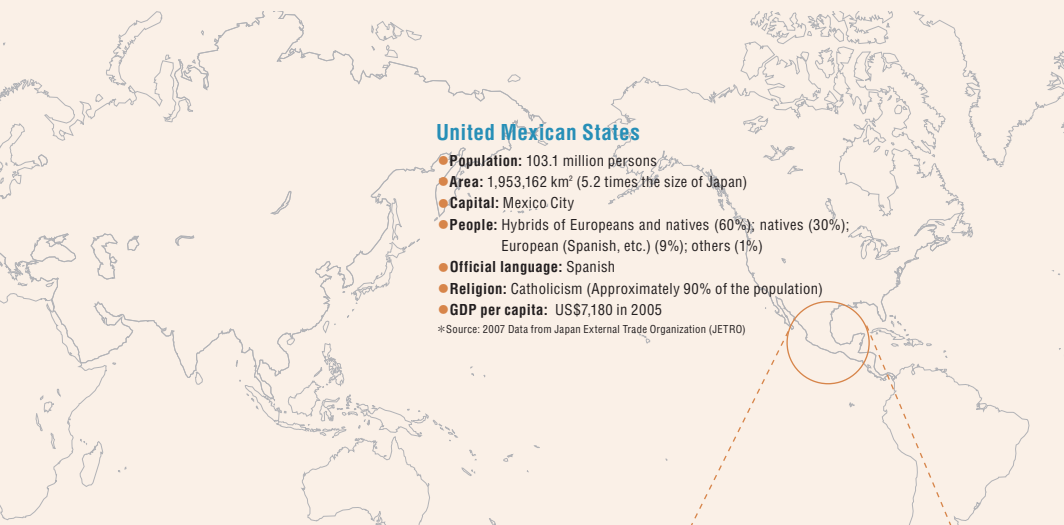 United Mexican States
●Population: 103.1 million persons
●Area: 1,953,162 km² (5.2 times the size of Japan)
●Capital: Mexico City
●People: Hybrids of Europeans and natives (60%); natives (30%);
European (Spanish, etc.) (9%); others (1%)
●Official language: Spanish
●Religion: Catholicism (Approximately 90% of the population)
●GDP per capita: US$7,180 in 2005
＊Source: 2007 Data from Japan External Trade Organization (JETRO)